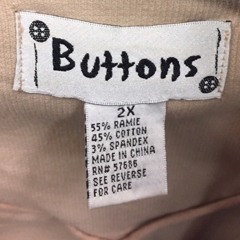 Buttons
2X
55% RAMIE
45% COTTON
3% SPANDEX
MADE IN CHINA
RN# 57686
SEE REVERSE
FOR CARE